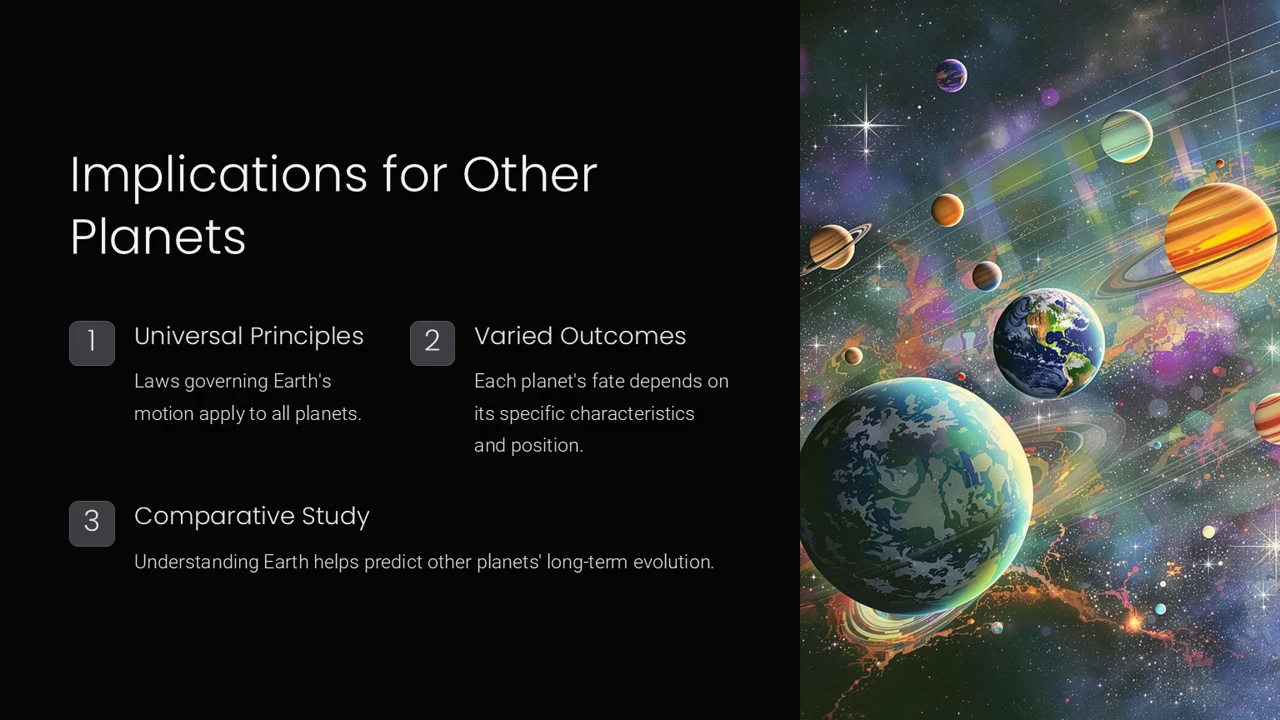 Implications for Other
Planets
1
Universal Principles
Laws governing Earth's
motion apply to all planets.
2
Varied Outcomes
Each planet's fate depends on
its specific characteristics
and position.
3
Comparative Study
Understanding Earth helps predict other planets' long-term evolution.